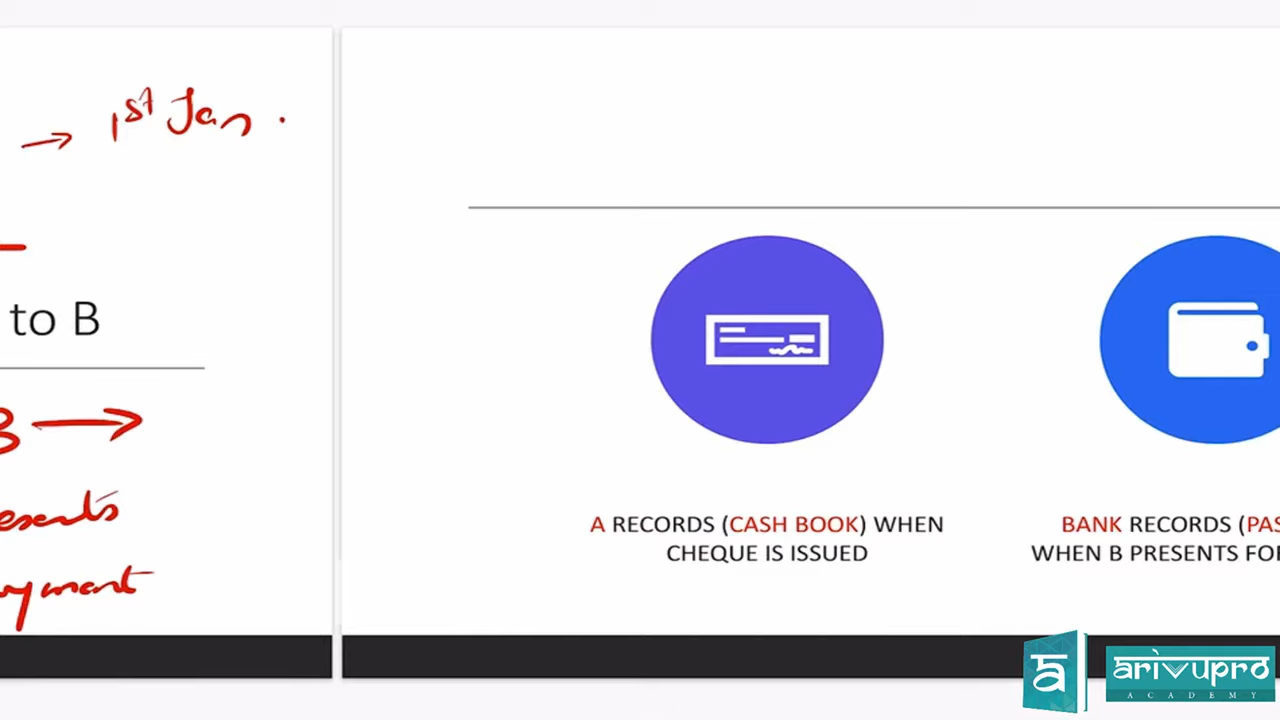 → 1st Jan.
to B
B →
A RECORDS (CASH BOOK) WHEN
CHEQUE IS ISSUED
BANK RECORDS (PAS
WHEN B PRESENTS FOR
arivupro
ACADEMY